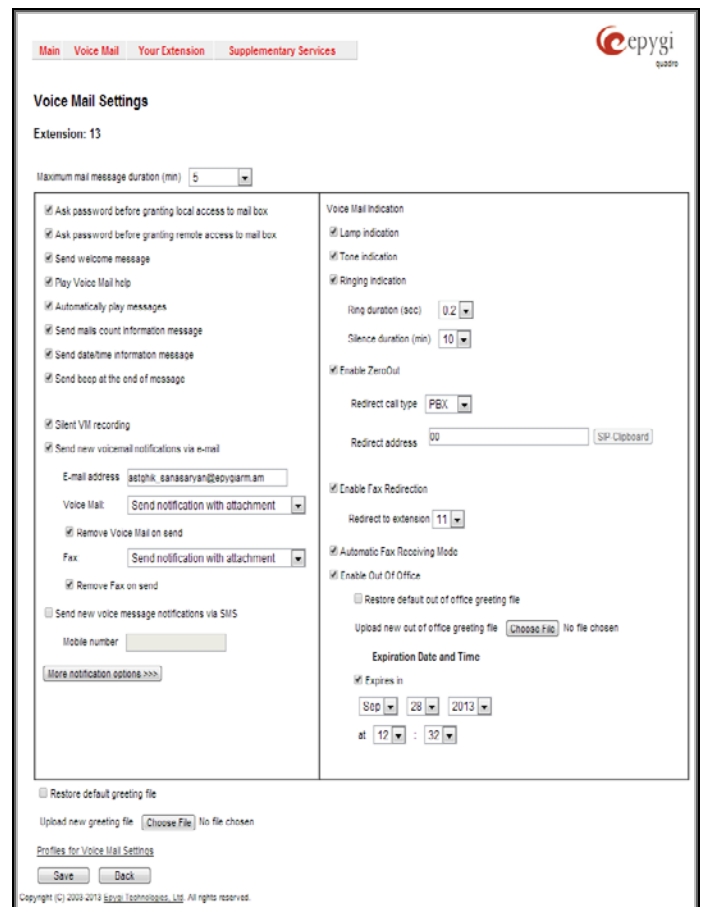 Main Voice Mail Your Extension Supplementary Services
epygi
quadro
Voice Mail Settings
Extension: 13
Maximum mail message duration (min) 5
Ask password before granting local access to mail box
Ask password before granting remote access to mail box
Send welcome message
Play Voice Mail help
Automatically play messages
Send mails count information message
Send date/time information message
Send beep at the end of message
Silent VM recording
Send new voicemail notifications via e-mail
E-mail address astghik_sanasaryan@epygiarm.am
Voice Mail: Send notification with attachment
Remove Voice Mail on send
Fax Send notification with attachment
Remove Fax on send
Send new voice message notifications via SMS
Mobile number
More notification options >>>
Voice Mail Indication
Lamp indication
Tone indication
Ringing indication
Ring duration (sec) 0.2
Silence duration (min) 10
Enable ZeroOut
Redirect call type PBX
Redirect address 00 SIP Clipboard
Enable Fax Redirection
Redirect to extension 11
Automatic Fax Receiving Mode
Enable Out Of Office
Restore default out of office greeting file
Upload new out of office greeting file Choose File No file chosen
Expiration Date and Time
Expires in
Sep 28 2013
at 12 : 32
Restore default greeting file
Upload new greeting file Choose File No file chosen
Profiles for Voice Mail Settings
Save Back
Copyright (C) 2003-2013 Epygi Technologies, Ltd. All rights reserved.